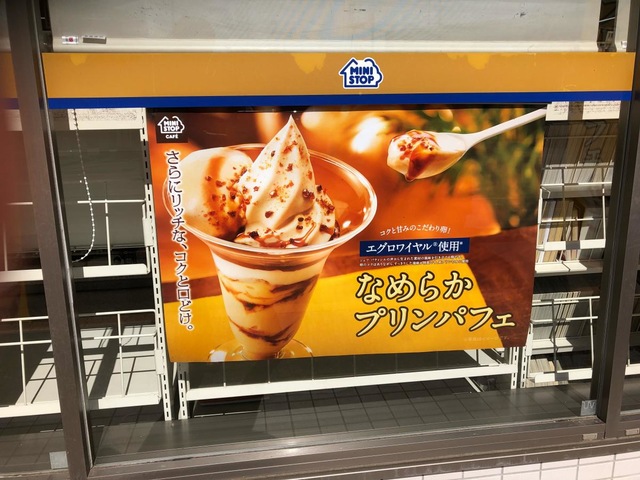 MINI
STOP
MINI
STOP
CAFÉ
さらにリッチな、コクと口どけ。
コクと甘みのこだわり卵!
エグロワイヤル®使用*
なめらか
プリンパフェ